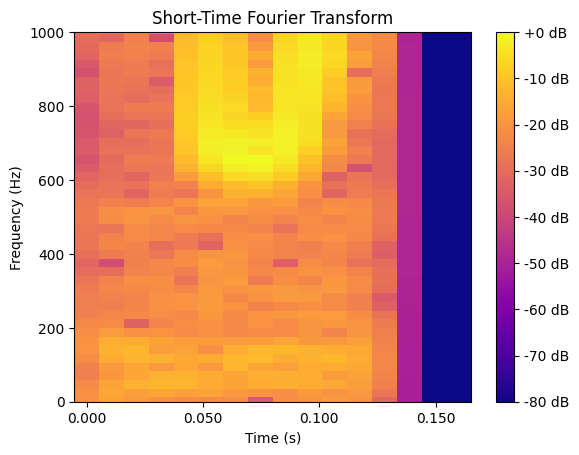 Short-Time Fourier Transform
1000
800
600
400
200
0
Frequency (Hz)
0.000
0.050
0.100
0.150
Time (s)
+0 dB
-10 dB
-20 dB
-30 dB
-40 dB
-50 dB
-60 dB
-70 dB
-80 dB